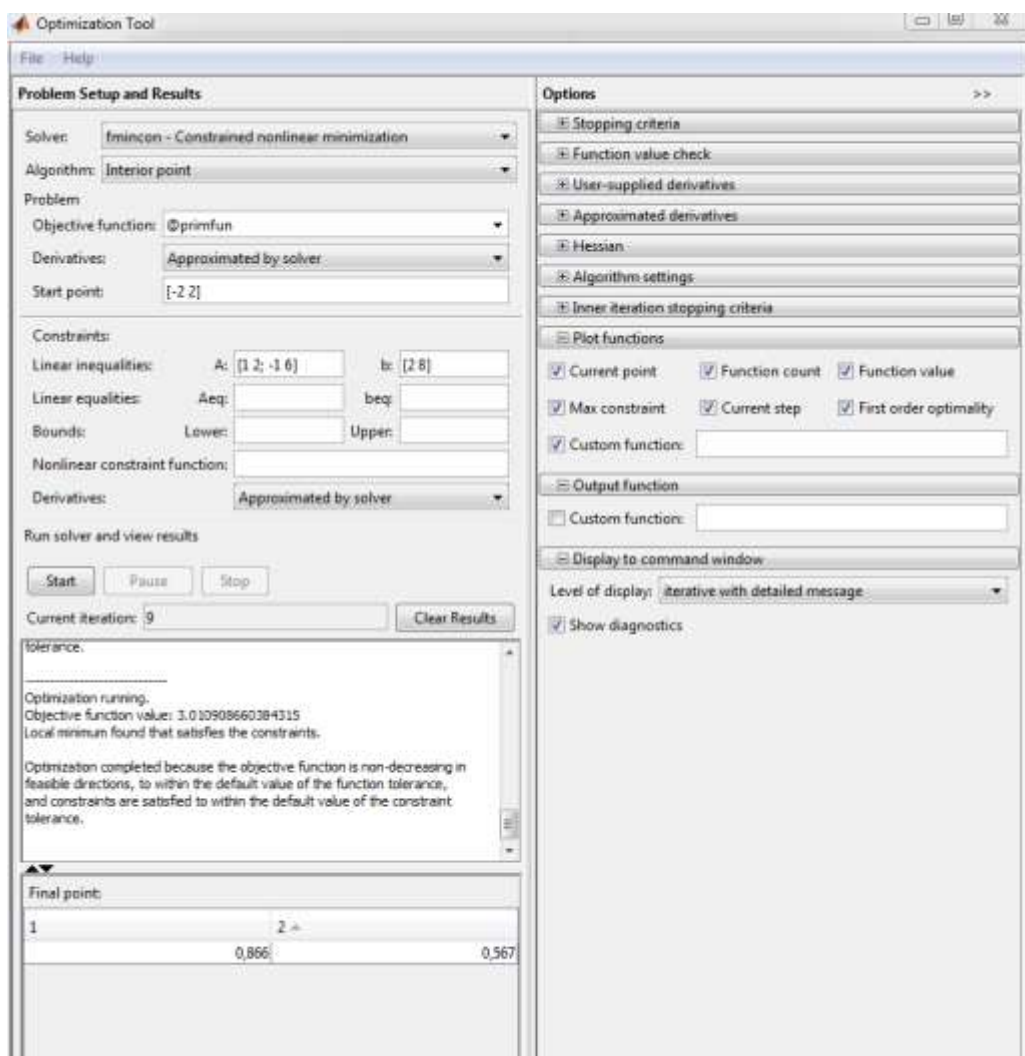 Optimization Tool
File Help
Problem Setup and Results
Solver: fmincon - Constrained nonlinear minimization
Algorithm: Interior point
Problem
Objective function: @primfun
Derivatives: Approximated by solver
Start point: [-2 2]
Constraints:
Linear inequalities: A: [1 2; -1 6] b: [2 8]
Linear equalities: Aeq: beq:
Bounds: Lower: Upper:
Nonlinear constraint function:
Derivatives: Approximated by solver
Run solver and view results
Start Pause Stop
Current iteration: 9 Clear Results
tolerance.
----------------------------
Optimization running.
Objective function value: 3.010908660384315
Local minimum found that satisfies the constraints.
Optimization completed because the objective function is non-decreasing in
feasible directions, to within the default value of the function tolerance,
and constraints are satisfied to within the default value of the constraint
tolerance.
Final point:
1 2
0,866 0,567
Options >>
Stopping criteria
Function value check
User-supplied derivatives
Approximated derivatives
Hessian
Algorithm settings
Inner iteration stopping criteria
Plot functions
Current point Function count Function value
Max constraint Current step First order optimality
Custom function:
Output function
Custom function:
Display to command window
Level of display: iterative with detailed message
Show diagnostics